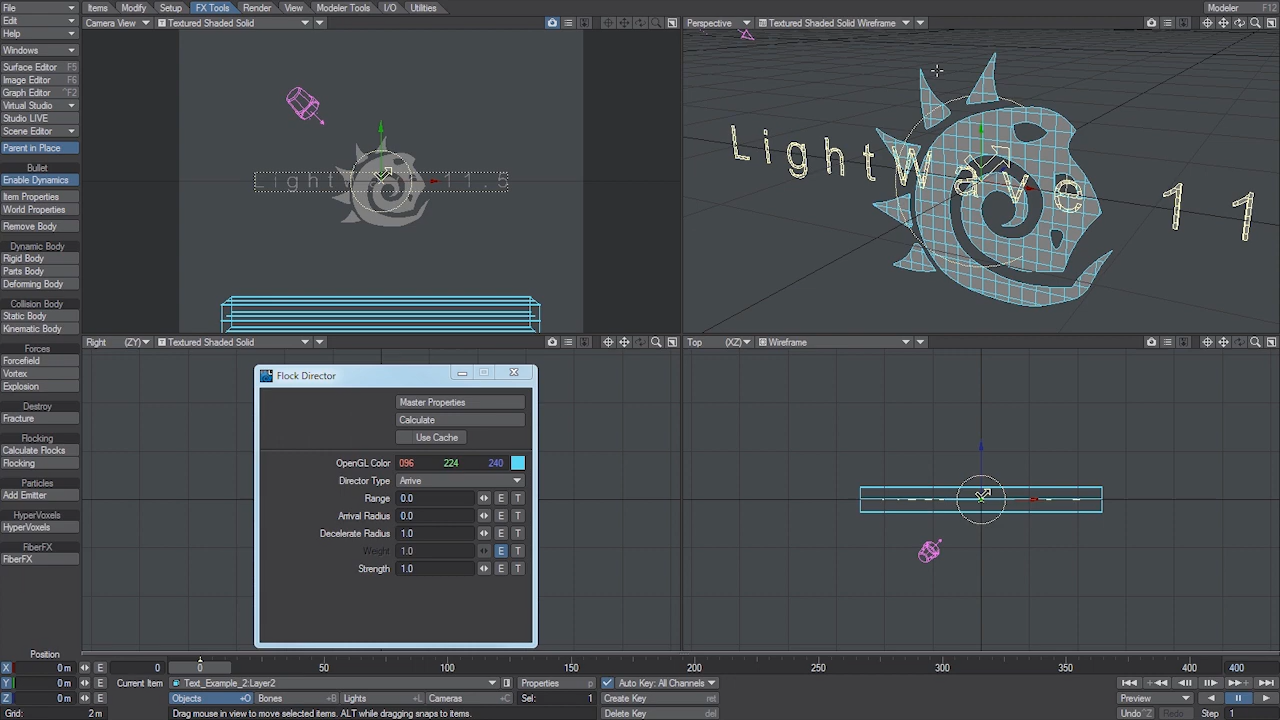 File Items Modify Setup FX Tools Render View Modeler Tools I/O Utilities Modeler F12
Edit
Help
Windows
Surface Editor F5
Image Editor F6
Graph Editor ^F2
Virtual Studio
Studio LIVE
Scene Editor
Parent in Place
Bullet
Enable Dynamics
Item Properties
World Properties
Remove Body
Dynamic Body
Rigid Body
Parts Body
Deforming Body
Collision Body
Static Body
Kinematic Body
Forces
Forcefield
Vortex
Explosion
Destroy
Fracture
Flocking
Calculate Flocks
Flocking
Particles
Add Emitter
HyperVoxels
HyperVoxels
FiberFX
FiberFX
Camera View Textured Shaded Solid
LightWave 11.5
Perspective Textured Shaded Solid Wireframe
LightWave 11
Right (ZY) Textured Shaded Solid
Top (XZ) Wireframe
Flock Director
Master Properties
Calculate
Use Cache
OpenGL Color 096 224 240
Director Type Arrive
Range 0.0 E T
Arrival Radius 0.0 E T
Decelerate Radius 1.0 E T
Weight 1.0 E T
Strength 1.0 E T
Position
X 0 m E 0 0 50 100 150 200 250 300 350 400 400
Y 0 m E Current Item Text_Example_2:Layer2 Properties p Auto Key: All Channels
Z 0 m E Objects +O Bones +B Lights +L Cameras +C Sel: 1 Create Key ret Preview
Grid: 2 m Drag mouse in view to move selected items. ALT while dragging snaps to items. Delete Key del Undo Redo Step 1